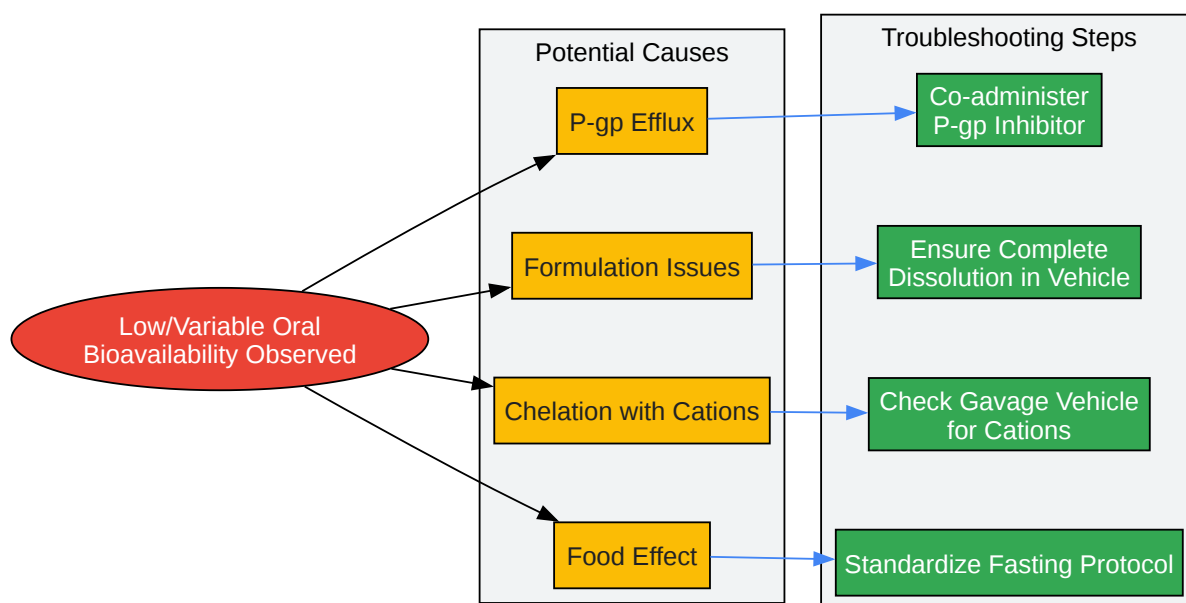 Low/Variable Oral
Bioavailability Observed
Potential Causes
P-gp Efflux
Formulation Issues
Chelation with Cations
Food Effect
Troubleshooting Steps
Co-administer
P-gp Inhibitor
Ensure Complete
Dissolution in Vehicle
Check Gavage Vehicle
for Cations
Standardize Fasting Protocol